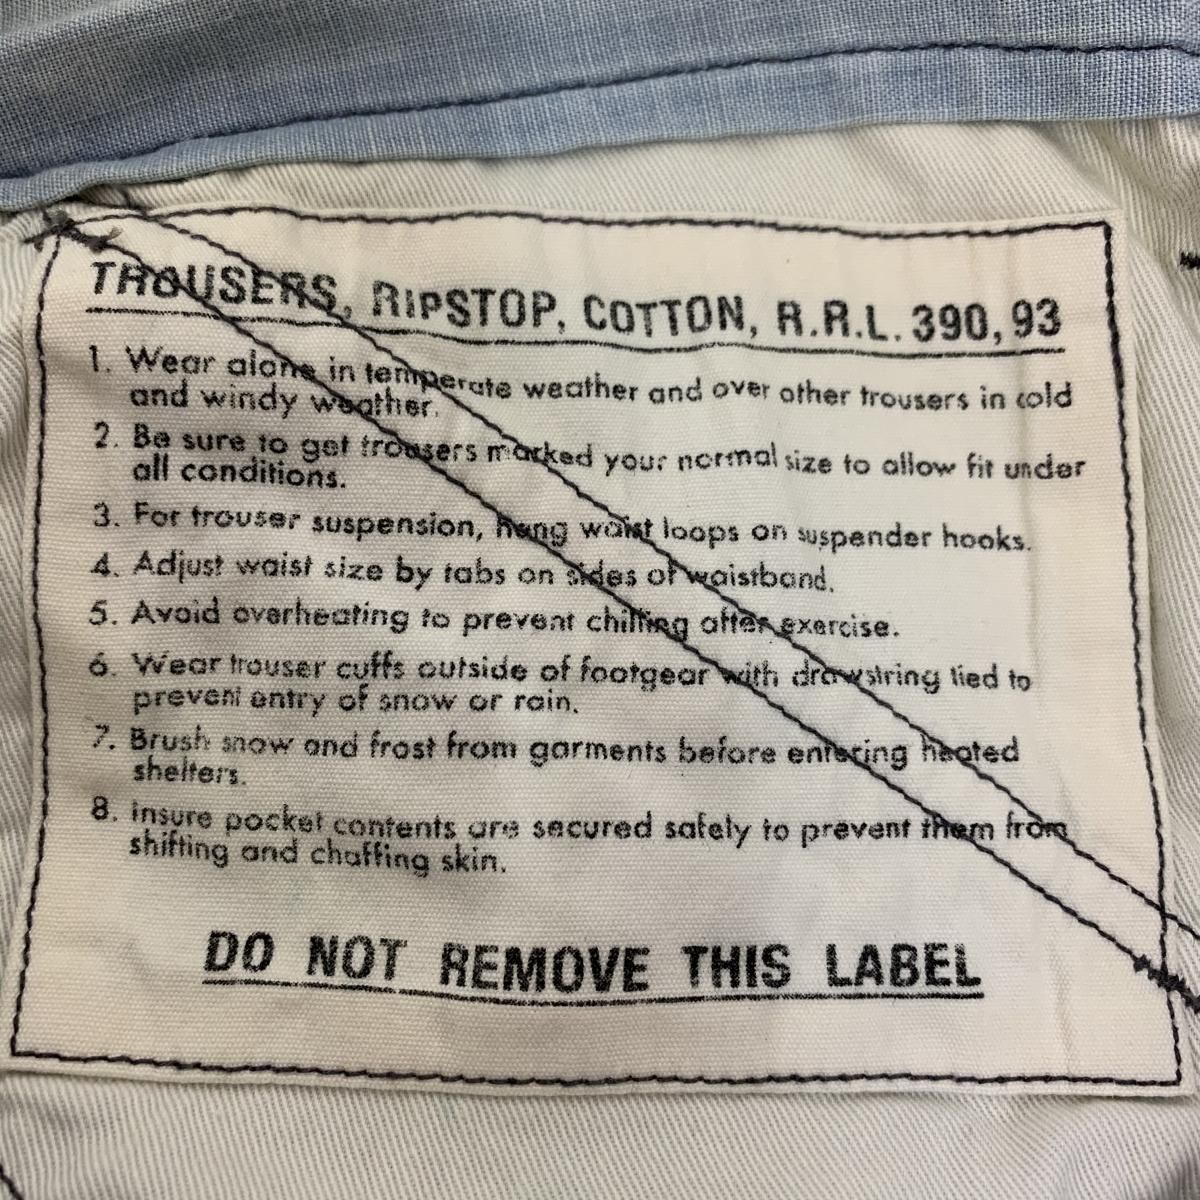 TROUSERS, RIPSTOP, COTTON, R.R.L. 390, 93
1. Wear alone in temperate weather and over other trousers in cold
and windy weather.
2. Be sure to get trousers marked your normal size to allow fit under
all conditions.
3. For trouser suspension, hang waist loops on suspender hooks.
4. Adjust waist size by tabs on sides of waistband.
5. Avoid overheating to prevent chilling after exercise.
6. Wear trouser cuffs outside of footgear with drawstring tied to
prevent entry of snow or rain.
7. Brush snow and frost from garments before entering heated
shelters.
8. Insure pocket contents are secured safely to prevent them from
shifting and chaffing skin.
DO NOT REMOVE THIS LABEL